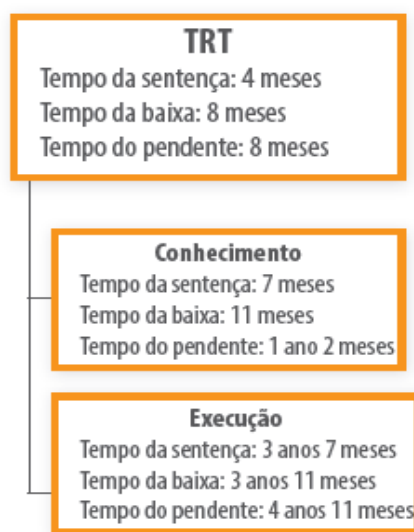 TRT
Tempo da sentença: 4 meses
Tempo da baixa: 8 meses
Tempo do pendente: 8 meses
Conhecimento
Tempo da sentença: 7 meses
Tempo da baixa: 11 meses
Tempo do pendente: 1 ano 2 meses
Execução
Tempo da sentença: 3 anos 7 meses
Tempo da baixa: 3 anos 11 meses
Tempo do pendente: 4 anos 11 meses